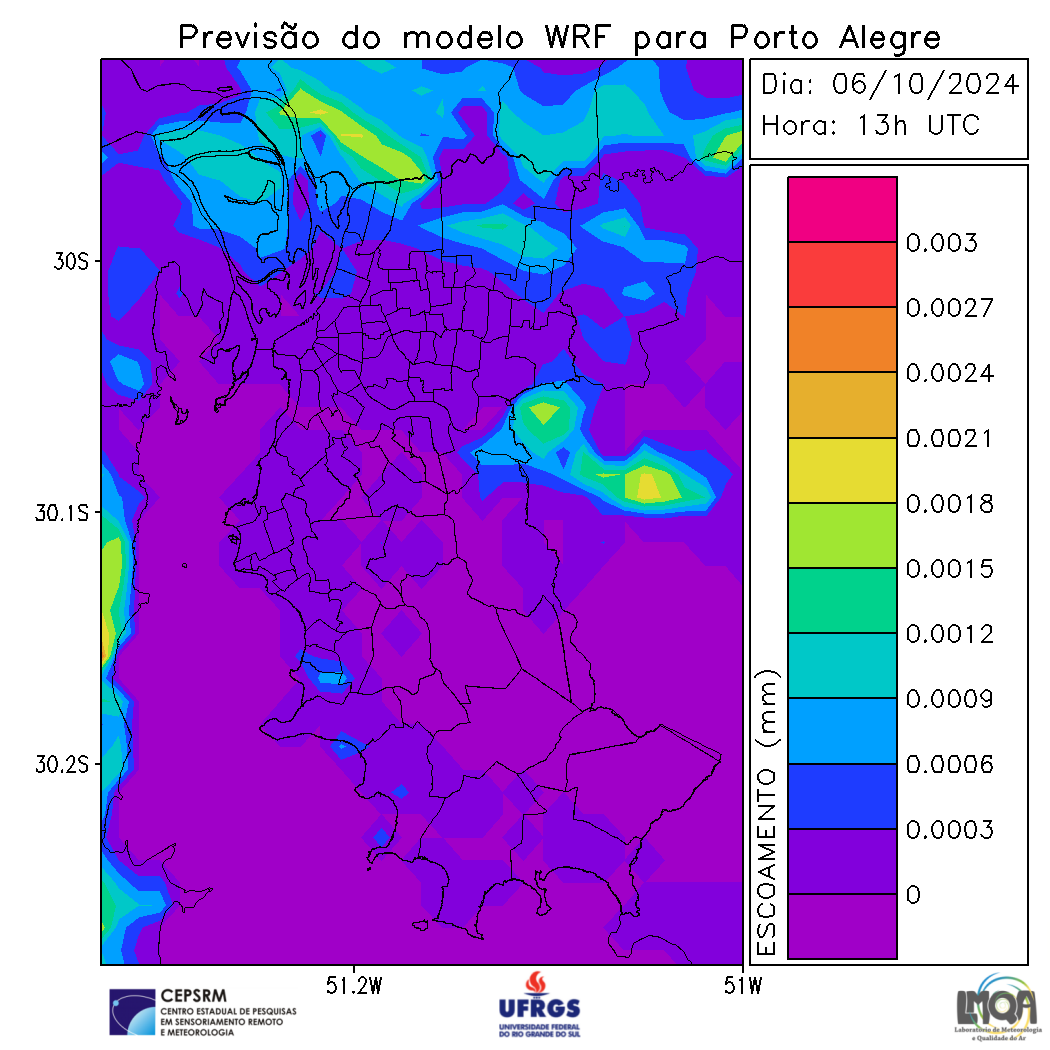 Previsão do modelo WRF para Porto Alegre
Dia: 06/10/2024
Hora: 13h UTC
0.003
0.0027
0.0024
0.0021
0.0018
0.0015
0.0012
0.0009
0.0006
0.0003
0
ESCOAMENTO (mm)
30S
30.1S
30.2S
51.2W
51W
CEPSRM
CENTRO ESTADUAL DE PESQUISAS
EM SENSORIAMENTO REMOTO
E METEOROLOGIA
UFRGS
UNIVERSIDADE FEDERAL
DO RIO GRANDE DO SUL
LMQA
Laboratório de Meteorologia
e Qualidade do Ar